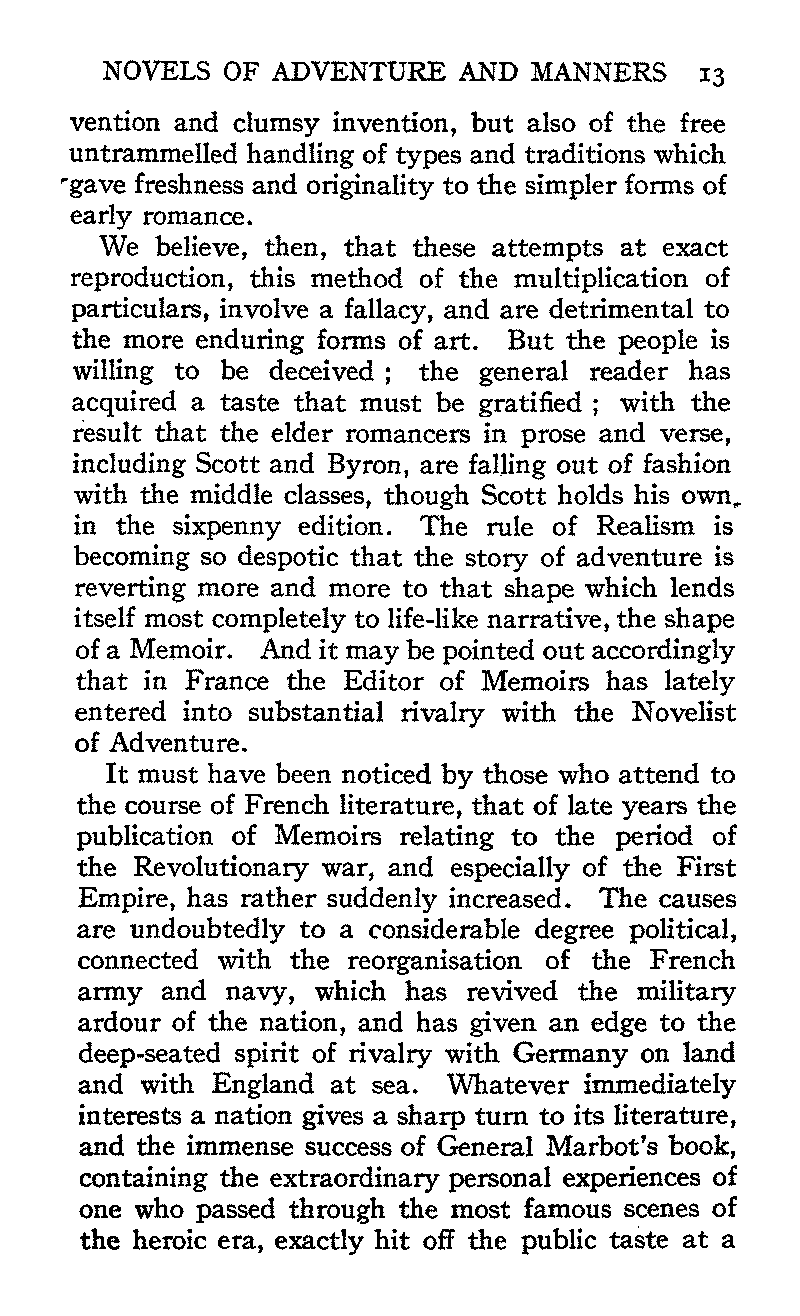 NOVELS OF ADVENTURE AND MANNERS 13
vention and clumsy invention, but also of the free
untrammelled handling of types and traditions which
gave freshness and originality to the simpler forms of
early romance.
We believe, then, that these attempts at exact
reproduction, this method of the multiplication of
particulars, involve a fallacy, and are detrimental to
the more enduring forms of art. But the people is
willing to be deceived ; the general reader has
acquired a taste that must be gratified ; with the
result that the elder romancers in prose and verse,
including Scott and Byron, are falling out of fashion
with the middle classes, though Scott holds his own
in the sixpenny edition. The rule of Realism is
becoming so despotic that the story of adventure is
reverting more and more to that shape which lends
itself most completely to life-like narrative, the shape
of a Memoir. And it may be pointed out accordingly
that in France the Editor of Memoirs has lately
entered into substantial rivalry with the Novelist
of Adventure.
It must have been noticed by those who attend to
the course of French literature, that of late years the
publication of Memoirs relating to the period of
the Revolutionary war, and especially of the First
Empire, has rather suddenly increased. The causes
are undoubtedly to a considerable degree political,
connected with the reorganisation of the French
army and navy, which has revived the military
ardour of the nation, and has given an edge to the
deep-seated spirit of rivalry with Germany on land
and with England at sea. Whatever immediately
interests a nation gives a sharp turn to its literature,
and the immense success of General Marbot's book,
containing the extraordinary personal experiences of
one who passed through the most famous scenes of
the heroic era, exactly hit off the public taste at a